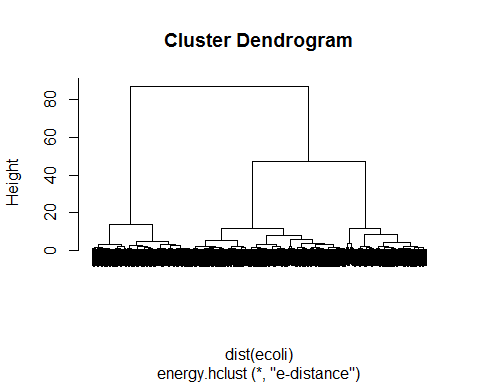 Cluster Dendrogram
Height
80
60
40
20
0
dist(ecoli)
energy.hclust (*, "e-distance")